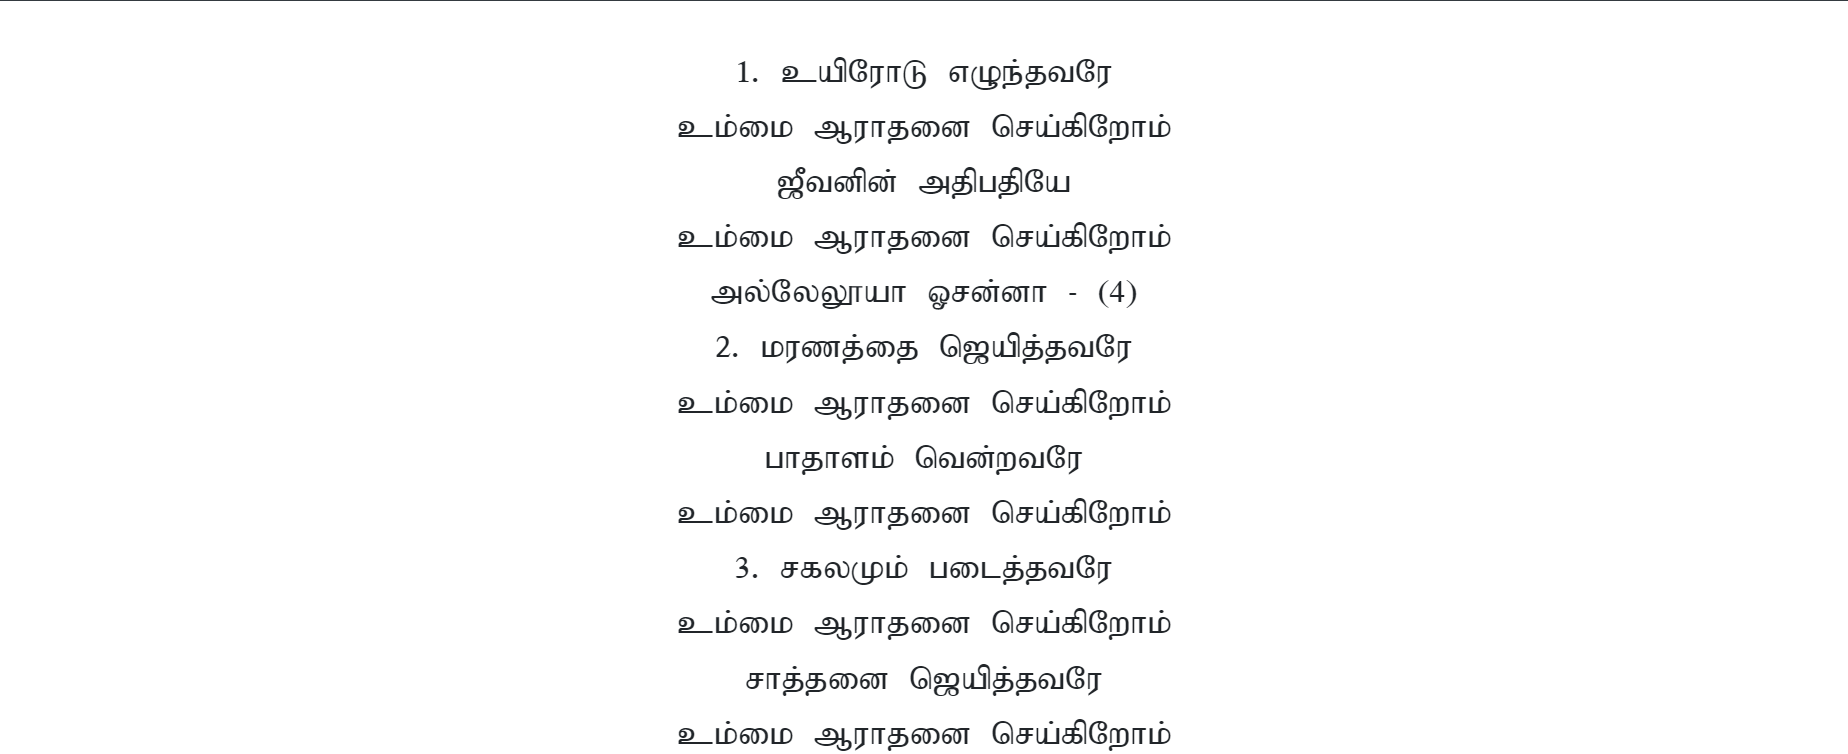 1. உயிரோடு எழுந்தவரே
உம்மை ஆராதனை செய்கிறோம்
ஜீவனின் அதிபதியே
உம்மை ஆராதனை செய்கிறோம்
அல்லேலூயா ஓசன்னா - (4)
2. மரணத்தை ஜெயித்தவரே
உம்மை ஆராதனை செய்கிறோம்
பாதாளம் வென்றவரே
உம்மை ஆராதனை செய்கிறோம்
3. சகலமும் படைத்தவரே
உம்மை ஆராதனை செய்கிறோம்
சாத்தனை ஜெயித்தவரே
உம்மை ஆராதனை செய்கிறோம்